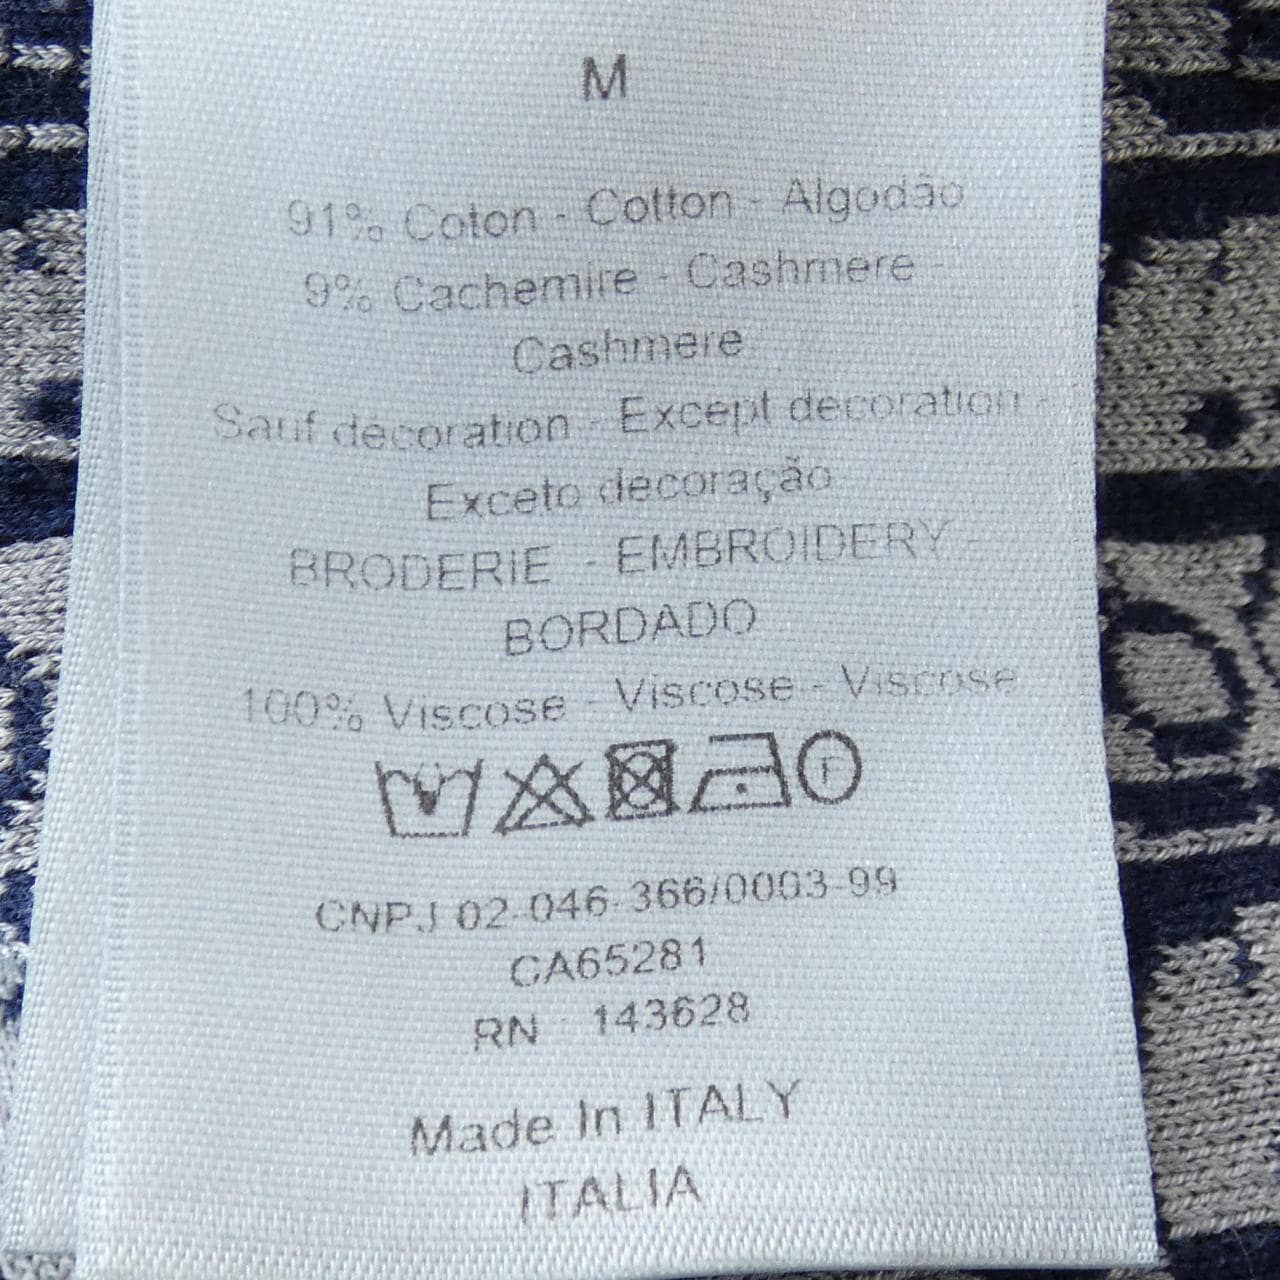 M
91% Coton - Cotton - Algodão
9% Cachemire - Cashmere -
Cashmere
Sauf décoration - Except decoration -
Exceto decoração
BRODERIE - EMBROIDERY -
BORDADO
100% Viscose - Viscose - Viscose
F
CNPJ 02.046.366/0003-99
CA65281
RN 143628
Made In ITALY
ITALIA